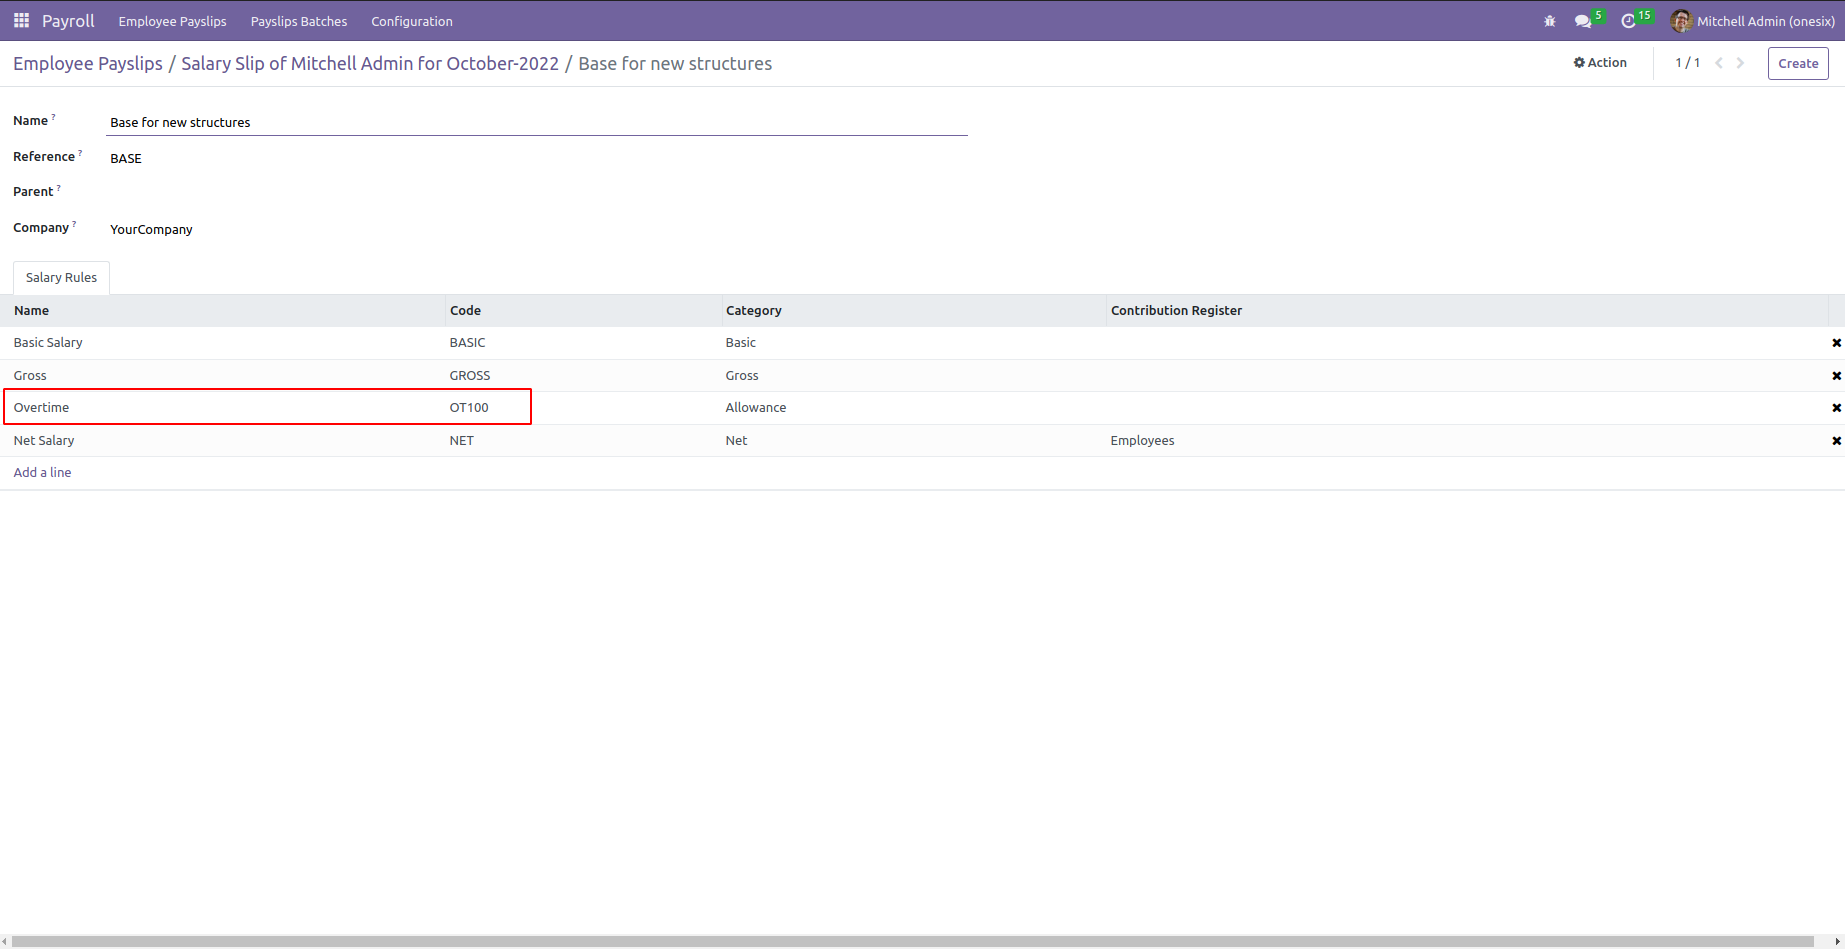 Payroll Employee Payslips Payslips Batches Configuration 5 15 Mitchell Admin (onesix)
Employee Payslips / Salary Slip of Mitchell Admin for October-2022 / Base for new structures Action 1 / 1 Create
Name ? Base for new structures
Reference ? BASE
Parent ?
Company ? YourCompany
Salary Rules
Name Code Category Contribution Register
Basic Salary BASIC Basic
Gross GROSS Gross
Overtime OT100 Allowance
Net Salary NET Net Employees
Add a line